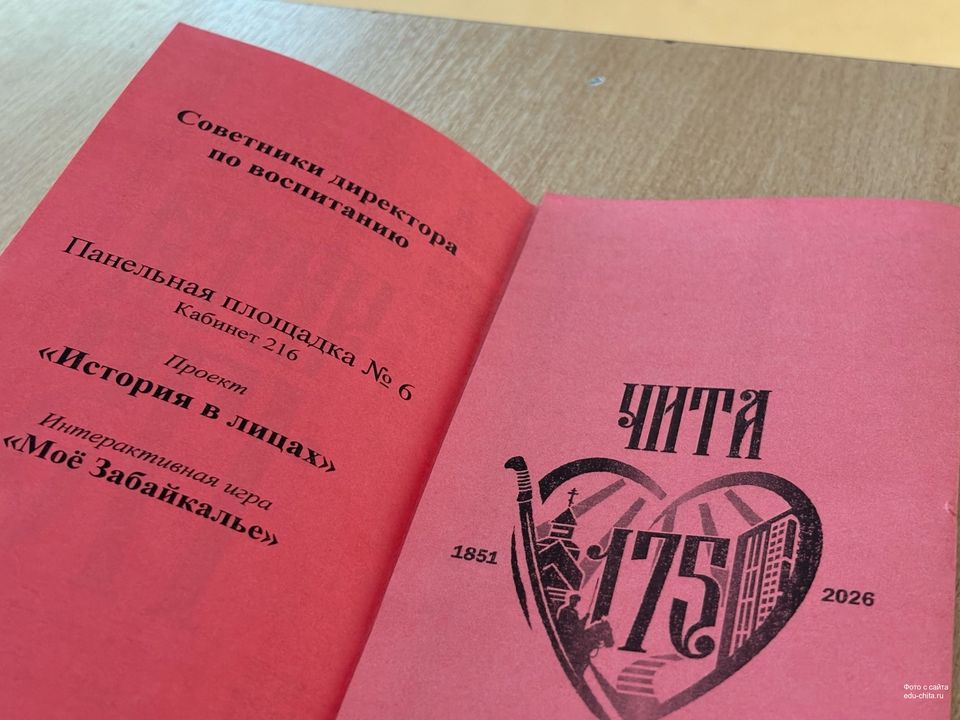 Советники директора
по воспитанию
Панельная площадка № 6
Кабинет 216
Проект
«История в лицах»
Интерактивная игра
«Моё Забайкалье»
ЧИТА
1851
175
2026
Фото с сайта
edu-chita.ru